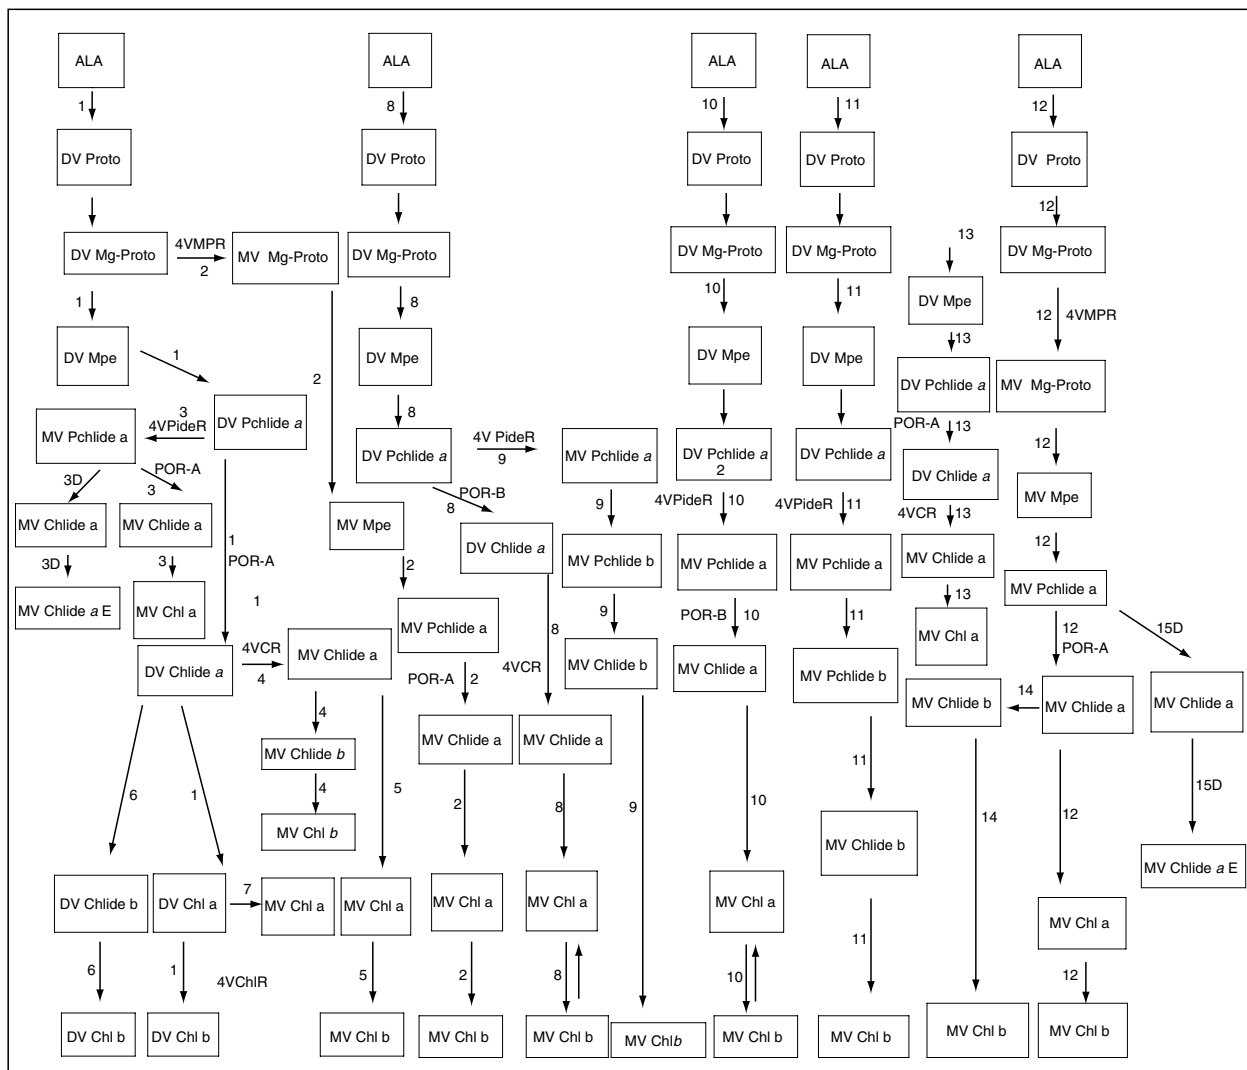 ALA
ALA
ALA
ALA
ALA
1
8
10
11
12
DV Proto
DV Proto
DV Proto
DV Proto
DV Proto
12
DV Mg-Proto
4VMPR
2
MV Mg-Proto
DV Mg-Proto
DV Mg-Proto
DV Mg-Proto
13
DV Mg-Proto
1
8
10
11
DV Mpe
12
4VMPR
DV Mpe
1
2
DV Mpe
DV Mpe
DV Mpe
13
DV Pchlide a
MV Mg-Proto
MV Pchlide a
3
4VPideR
DV Pchlide a
8
POR-A
13
DV Pchlide a
4V PideR
9
MV Pchlide a
DV Pchlide a
2
DV Pchlide a
12
3D
POR-A
3
POR-B
8
9
4VPideR
10
4VPideR
11
DV Chlide a
MV Mpe
MV Chlide a
MV Chlide a
1
POR-A
MV Mpe
DV Chlide a
4VCR
13
12
3D
3
2
MV Pchlide b
MV Pchlide a
MV Pchlide a
MV Chlide a
MV Pchlide a
MV Chlide a E
MV Chl a
1
MV Pchlide a
8
9
POR-B
10
11
13
MV Chl a
12
POR-A
15D
DV Chlide a
4VCR
4
MV Chlide a
POR-A
2
4VCR
MV Chlide b
MV Chlide a
MV Pchlide b
MV Chlide b
14
MV Chlide a
MV Chlide a
6
1
4
MV Chlide b
4
MV Chl b
5
MV Chlide a
MV Chlide a
2
8
9
10
11
14
12
15D
MV Chlide b
MV Chlide a E
DV Chlide b
DV Chl a
7
MV Chl a
MV Chl a
MV Chl a
MV Chl a
MV Chl a
MV Chl a
6
1
4VChlR
5
2
8
10
11
12
DV Chl b
DV Chl b
MV Chl b
MV Chl b
MV Chl b
MV Chlb
MV Chl b
MV Chl b
MV Chl b
MV Chl b